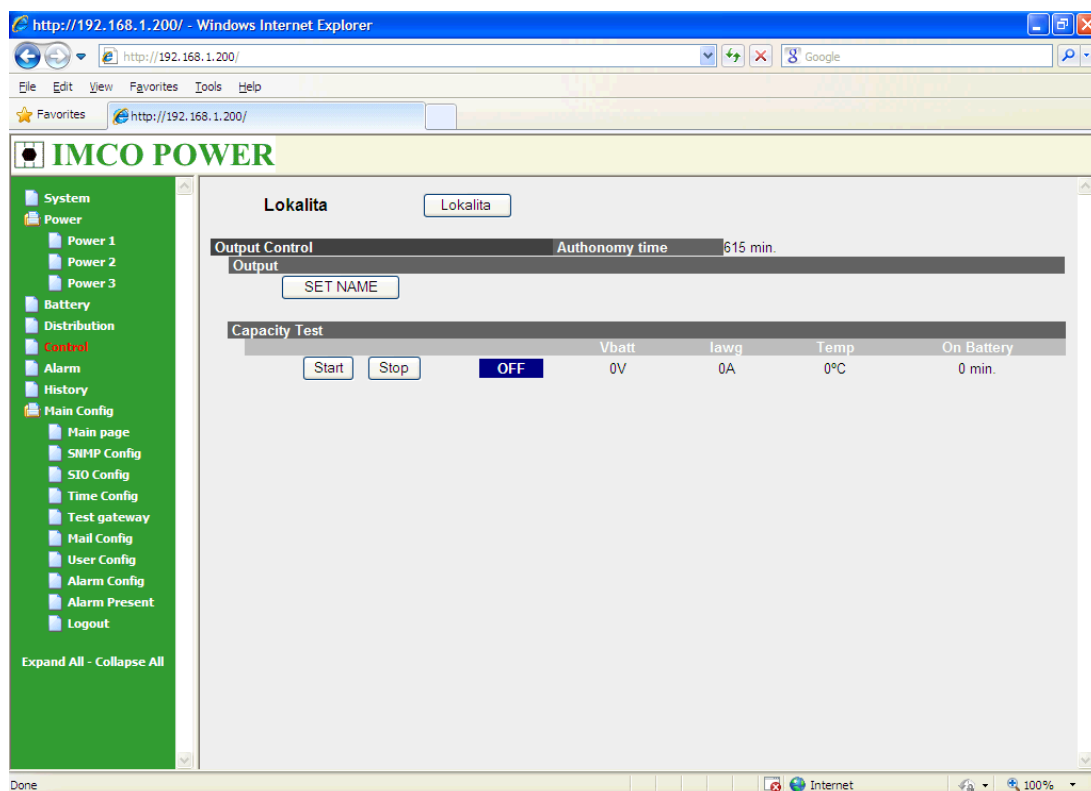 http://192.168.1.200/ - Windows Internet Explorer
http://192.168.1.200/
Google
File Edit View Favorites Tools Help
Favorites
http://192.168.1.200/
IMCO POWER
System
Power
Power 1
Power 2
Power 3
Battery
Distribution
Control
Alarm
History
Main Config
Main page
SNMP Config
SIO Config
Time Config
Test gateway
Mail Config
User Config
Alarm Config
Alarm Present
Logout
Expand All - Collapse All
Lokalita Lokalita
Output Control Authonomy time 615 min.
Output
SET NAME
Capacity Test
Vbatt Iawg Temp On Battery
Start Stop OFF 0V 0A 0ºC 0 min.
Done Internet 100%